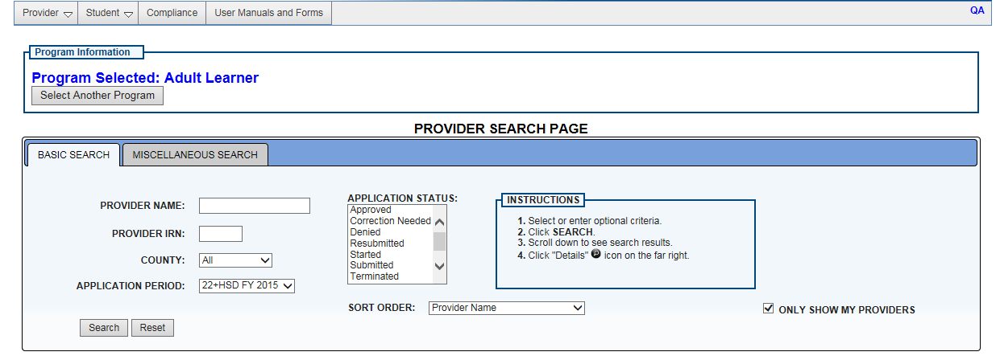 Provider Student Compliance User Manuals and Forms QA
Program Information
Program Selected: Adult Learner
Select Another Program
PROVIDER SEARCH PAGE
BASIC SEARCH MISCELLANEOUS SEARCH
PROVIDER NAME:
PROVIDER IRN:
COUNTY: All
APPLICATION PERIOD: 22+HSD FY 2015
Search Reset
APPLICATION STATUS:
Approved
Correction Needed
Denied
Resubmitted
Started
Submitted
Terminated
SORT ORDER: Provider Name
INSTRUCTIONS
1. Select or enter optional criteria.
2. Click SEARCH.
3. Scroll down to see search results.
4. Click "Details" icon on the far right.
ONLY SHOW MY PROVIDERS